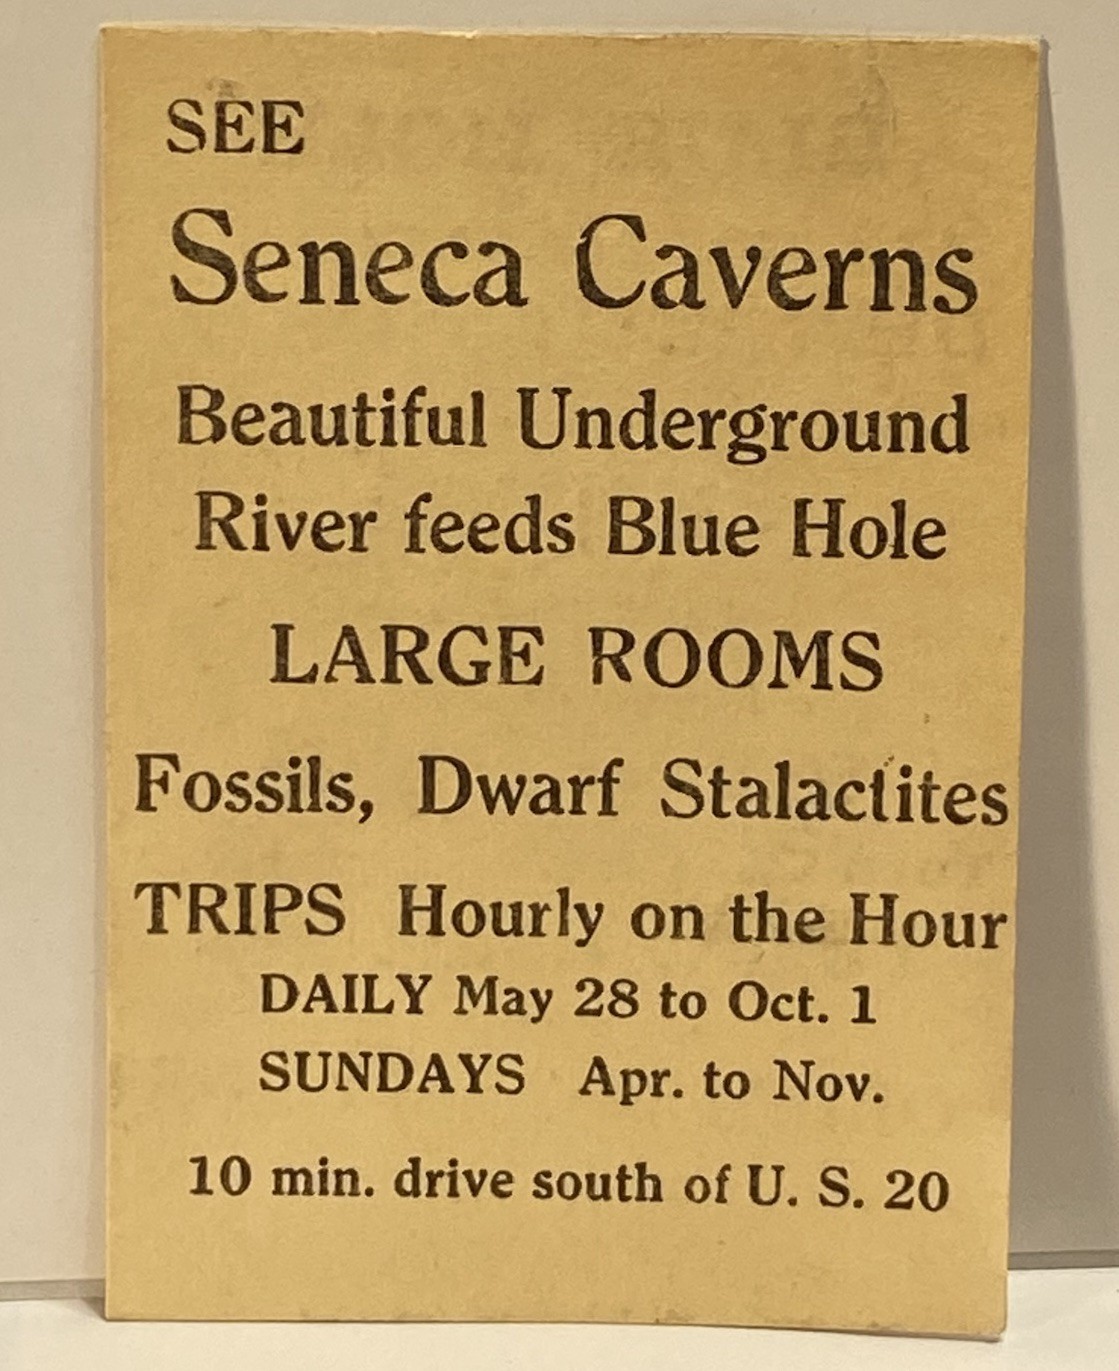 SEE
Seneca Caverns
Beautiful Underground
River feeds Blue Hole
LARGE ROOMS
Fossils, Dwarf Stalactites
TRIPS Hourly on the Hour
DAILY May 28 to Oct. 1
SUNDAYS Apr. to Nov.
10 min. drive south of U. S. 20